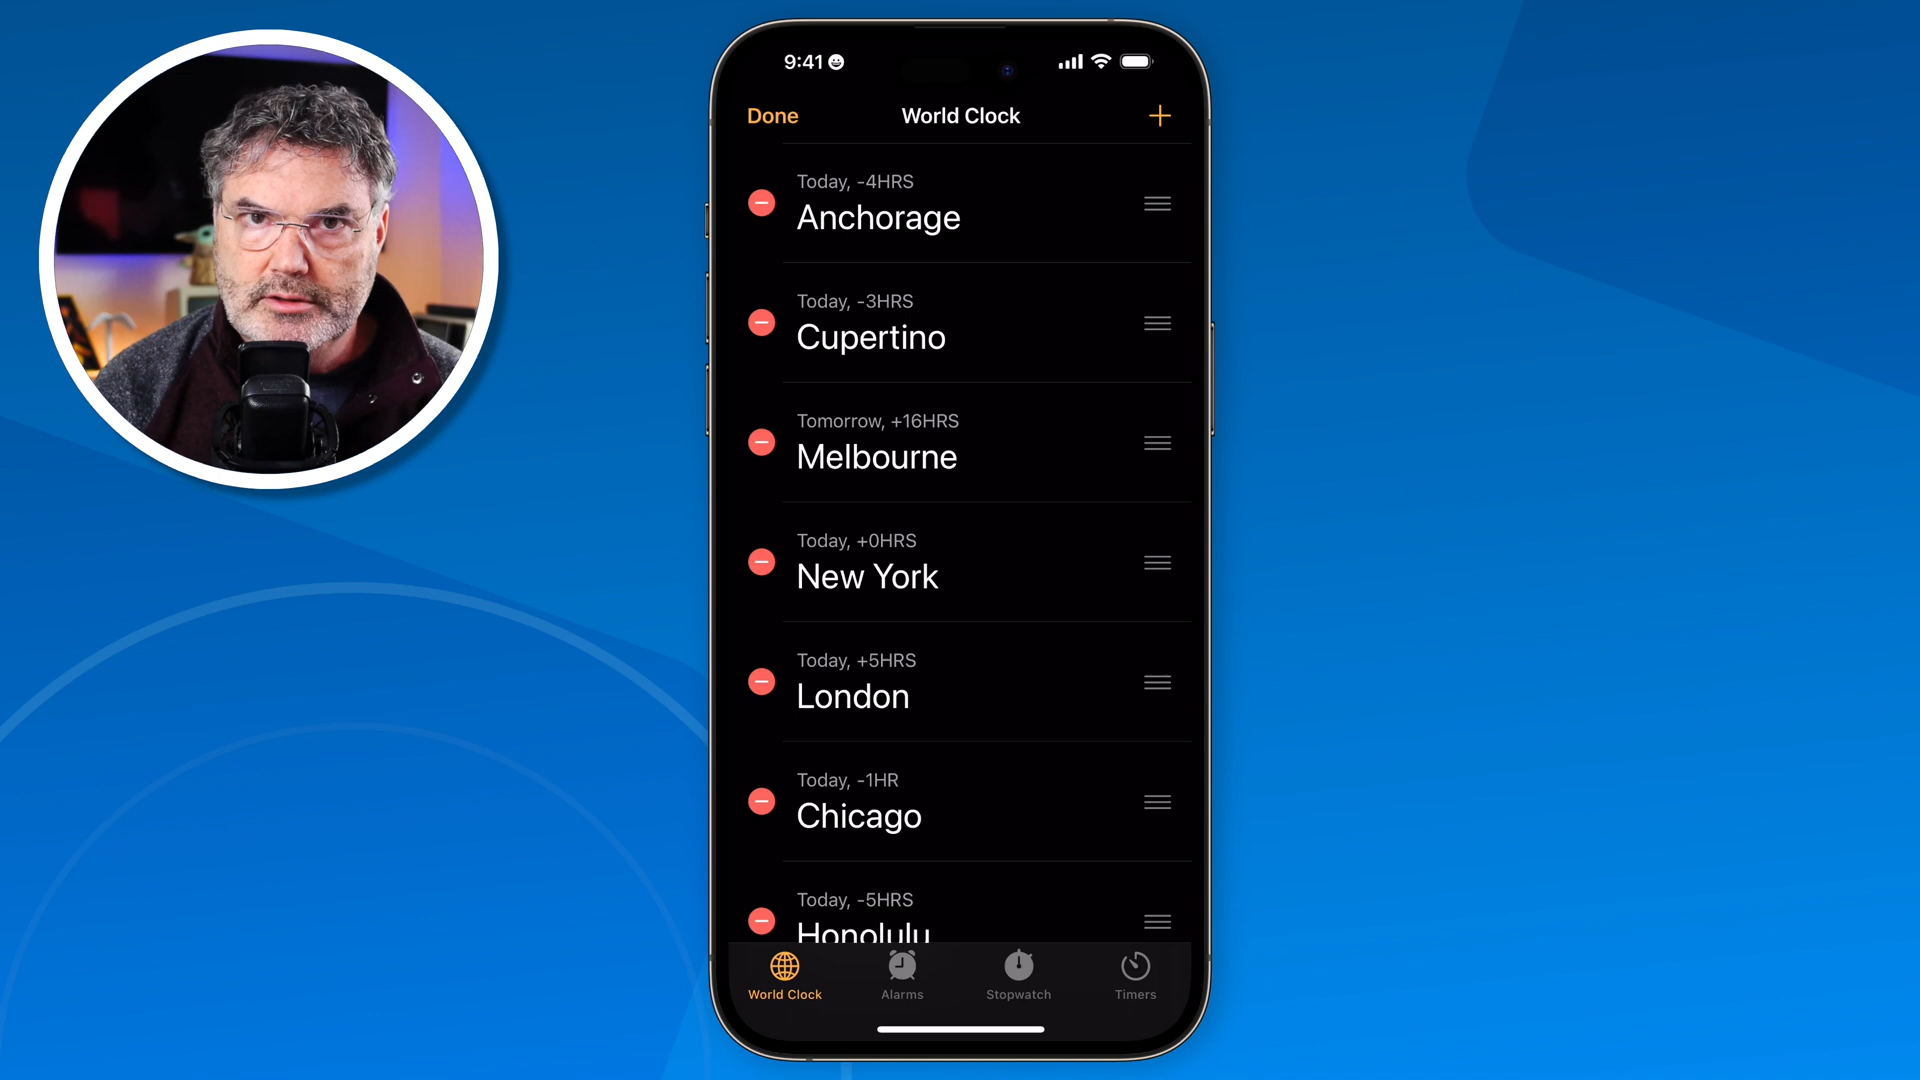 9:41
Done
World Clock
Today, -4HRS
Anchorage
Today, -3HRS
Cupertino
Tomorrow, +16HRS
Melbourne
Today, +0HRS
New York
Today, +5HRS
London
Today, -1HR
Chicago
Today, -5HRS
Honolulu
World Clock
Alarms
Stopwatch
Timers